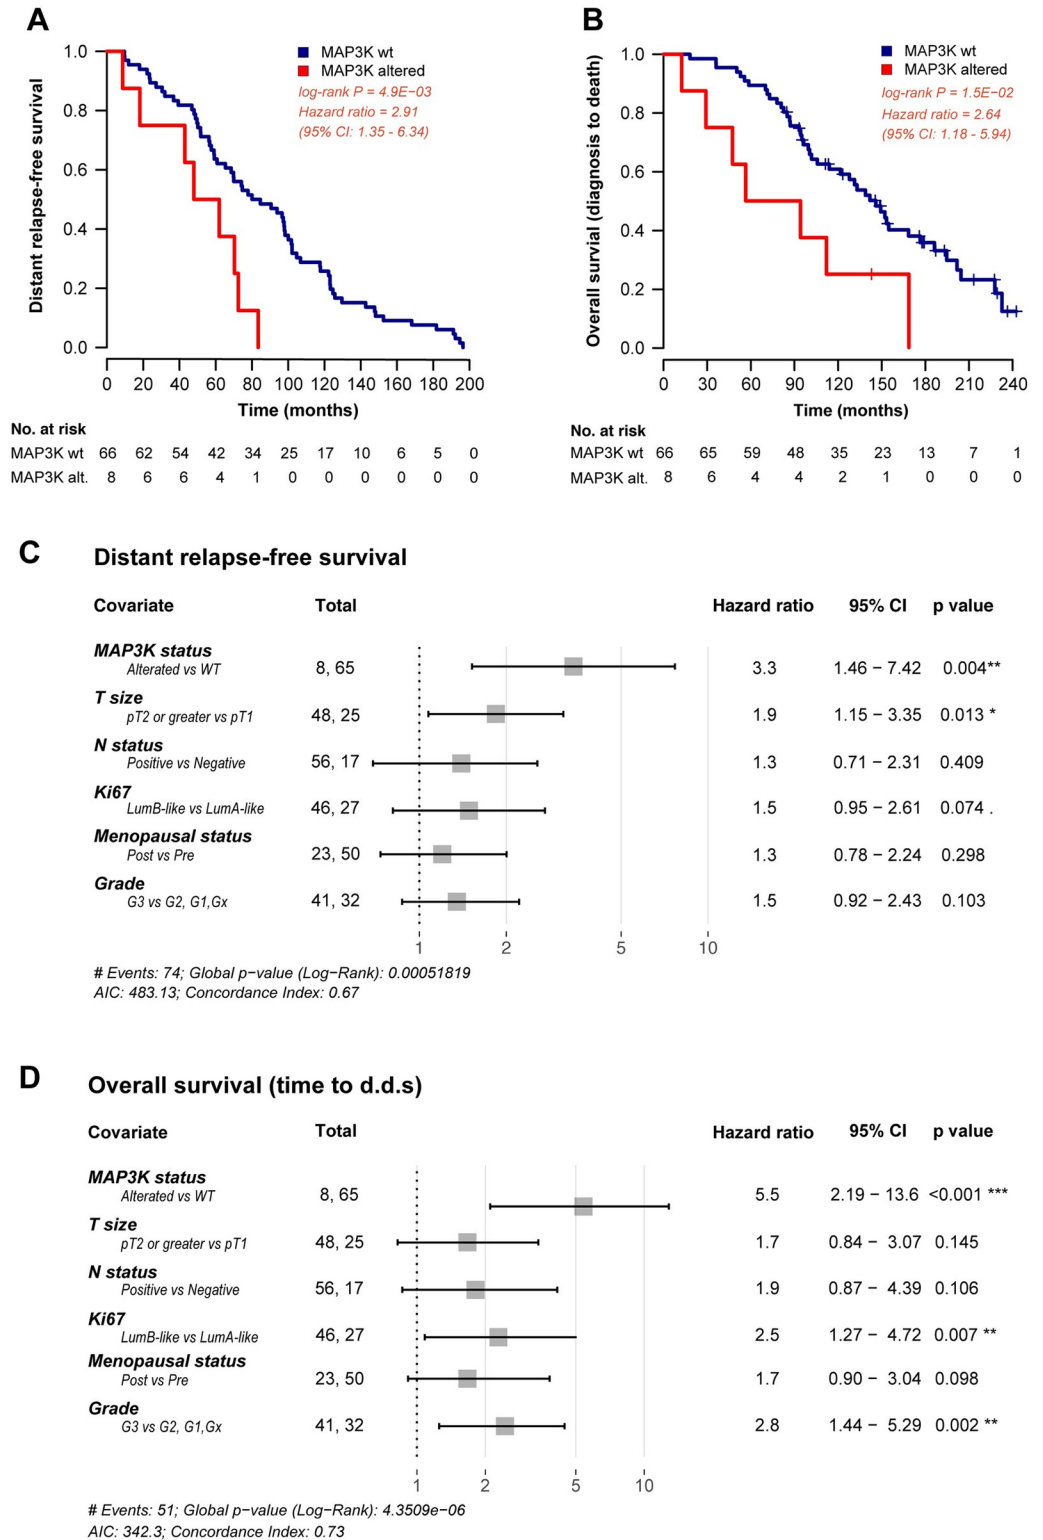 A
1.0
0.8
0.6
0.4
0.2
0.0
Distant relapse-free survival
MAP3K wt
MAP3K altered
log-rank P = 4.9E−03
Hazard ratio = 2.91
(95% CI: 1.35 - 6.34)
0 20 40 60 80 100 120 140 160 180 200
Time (months)
No. at risk
MAP3K wt 66 62 54 42 34 25 17 10 6 5 0
MAP3K alt. 8 6 6 4 1 0 0 0 0 0 0
B
1.0
0.8
0.6
0.4
0.2
0.0
Overall survial (diagnosis to death)
MAP3K wt
MAP3K altered
log-rank P = 1.5E−02
Hazard ratio = 2.64
(95% CI: 1.18 - 5.94)
0 30 60 90 120 150 180 210 240
Time (months)
No. at risk
MAP3K wt 66 65 59 48 35 23 13 7 1
MAP3K alt. 8 6 4 4 2 1 0 0 0
C Distant relapse-free survival
Covariate Total Hazard ratio 95% CI p value
MAP3K status
Alterated vs WT 8, 65 3.3 1.46 − 7.42 0.004**
T size
pT2 or greater vs pT1 48, 25 1.9 1.15 − 3.35 0.013 *
N status
Positive vs Negative 56, 17 1.3 0.71 − 2.31 0.409
Ki67
LumB-like vs LumA-like 46, 27 1.5 0.95 − 2.61 0.074 .
Menopausal status
Post vs Pre 23, 50 1.3 0.78 − 2.24 0.298
Grade
G3 vs G2, G1,Gx 41, 32 1.5 0.92 − 2.43 0.103
1 2 5 10
# Events: 74; Global p−value (Log−Rank): 0.00051819
AIC: 483.13; Concordance Index: 0.67
D Overall survival (time to d.d.s)
Covariate Total Hazard ratio 95% CI p value
MAP3K status
Alterated vs WT 8, 65 5.5 2.19 − 13.6 <0.001 ***
T size
pT2 or greater vs pT1 48, 25 1.7 0.84 − 3.07 0.145
N status
Positive vs Negative 56, 17 1.9 0.87 − 4.39 0.106
Ki67
LumB-like vs LumA-like 46, 27 2.5 1.27 − 4.72 0.007 **
Menopausal status
Post vs Pre 23, 50 1.7 0.90 − 3.04 0.098
Grade
G3 vs G2, G1,Gx 41, 32 2.8 1.44 − 5.29 0.002 **
1 2 5 10
# Events: 51; Global p−value (Log−Rank): 4.3509e−06
AIC: 342.3; Concordance Index: 0.73